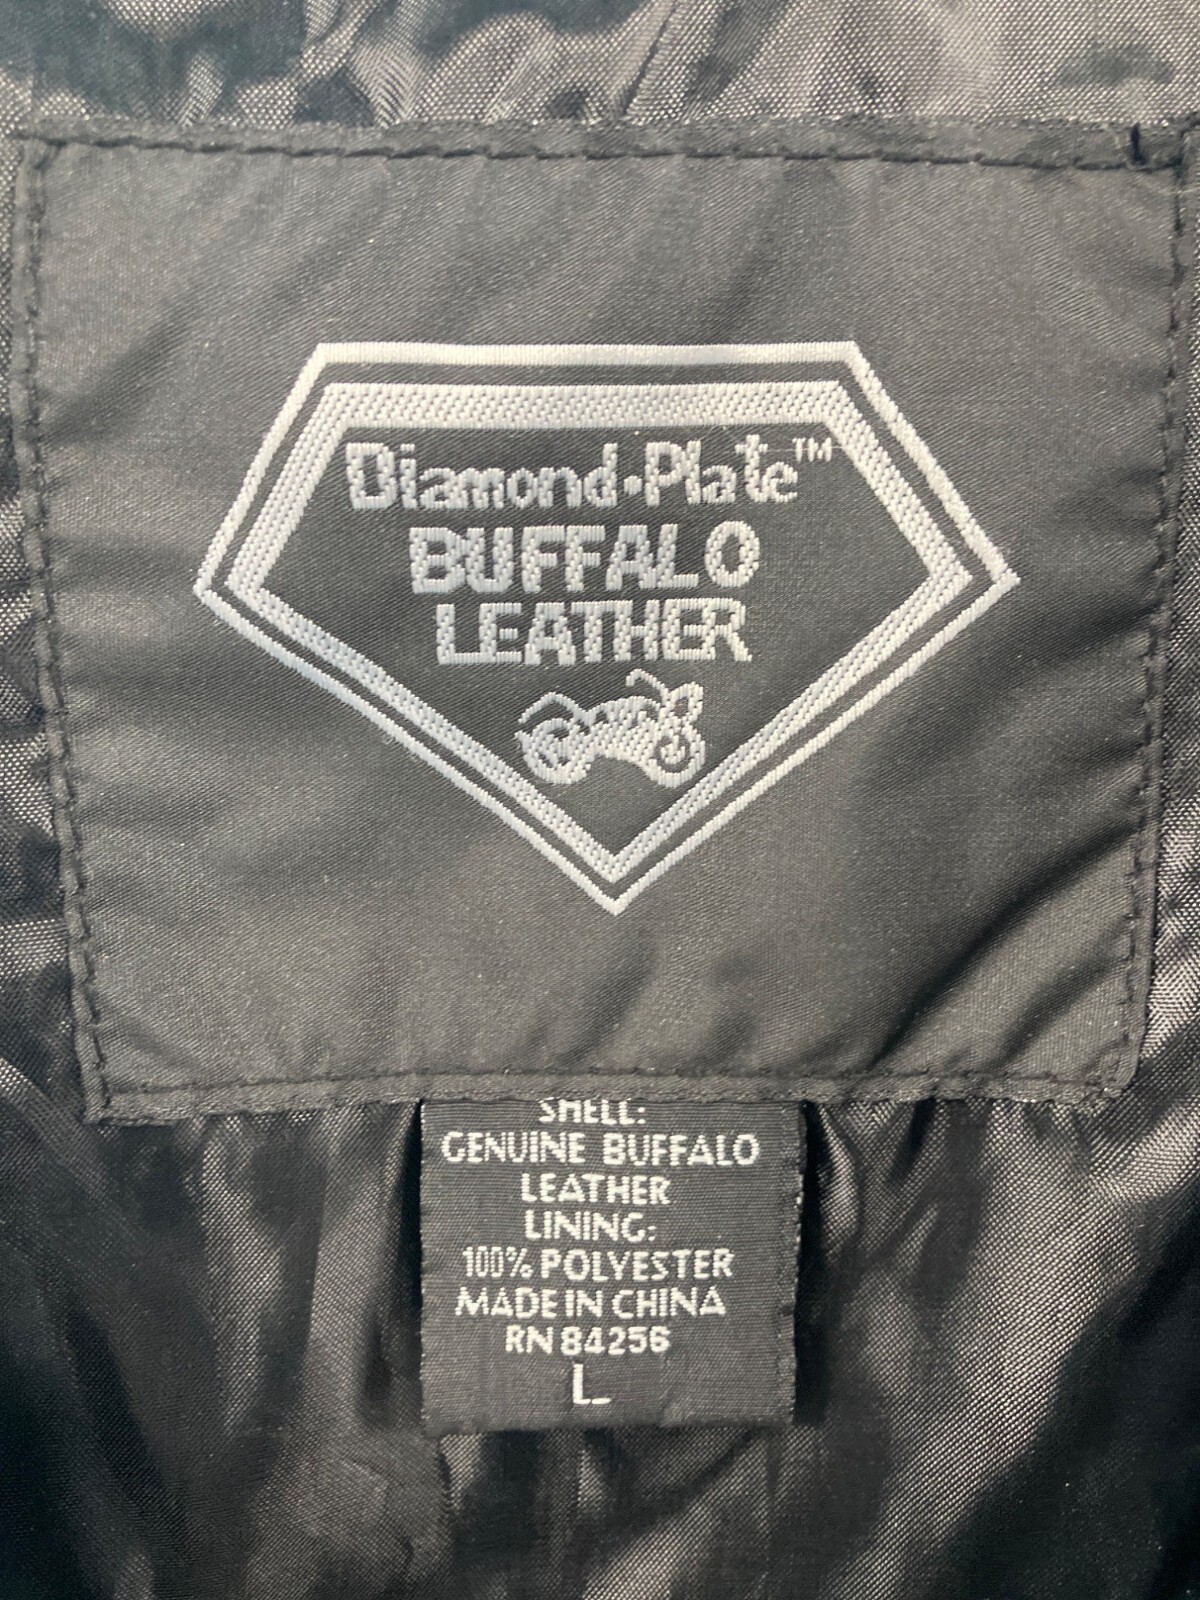 Diamond•Plate™
BUFFALO
LEATHER
SHELL:
GENUINE BUFFALO
LEATHER
LINING:
100% POLYESTER
MADE IN CHINA
RN 84256
L